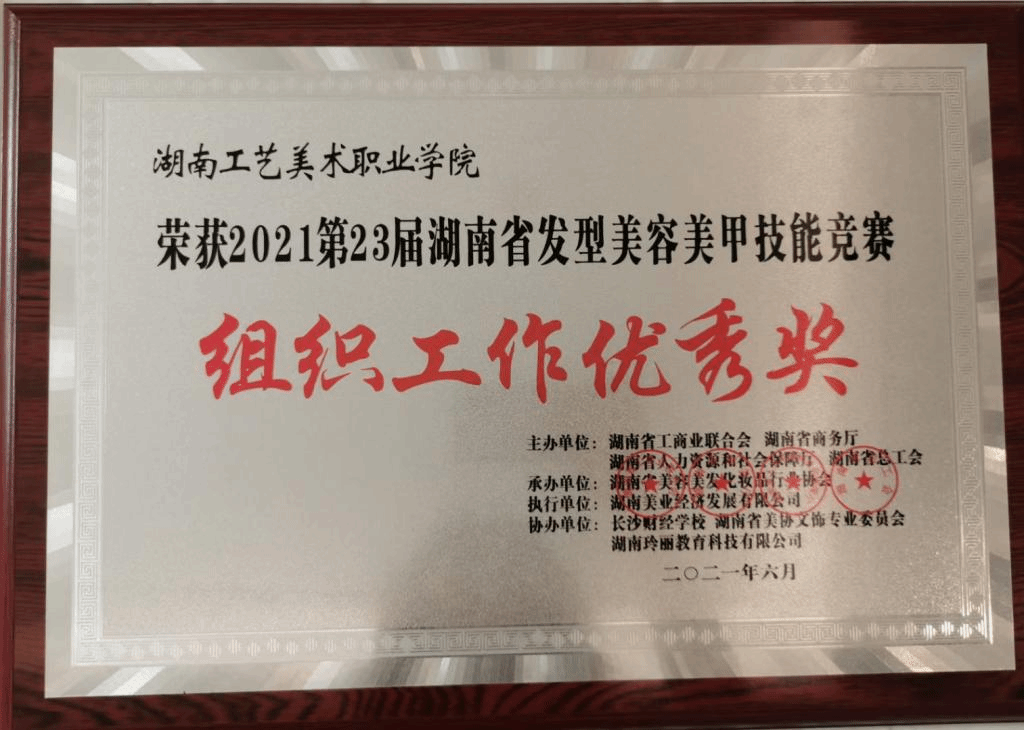 湖南工艺美术职业学院
荣获2021第23届湖南省发型美容美甲技能竞赛
组织工作优秀奖
主办单位：湖南省工商业联合会 湖南省商务厅
湖南省人力资源和社会保障厅 湖南省总工会
承办单位：湖南省美容美发化妆品行业协会
执行单位：湖南美业经济发展有限公司
协办单位：长沙财经学校 湖南省美协文饰专业委员会
湖南玲丽教育科技有限公司
二〇二一年六月